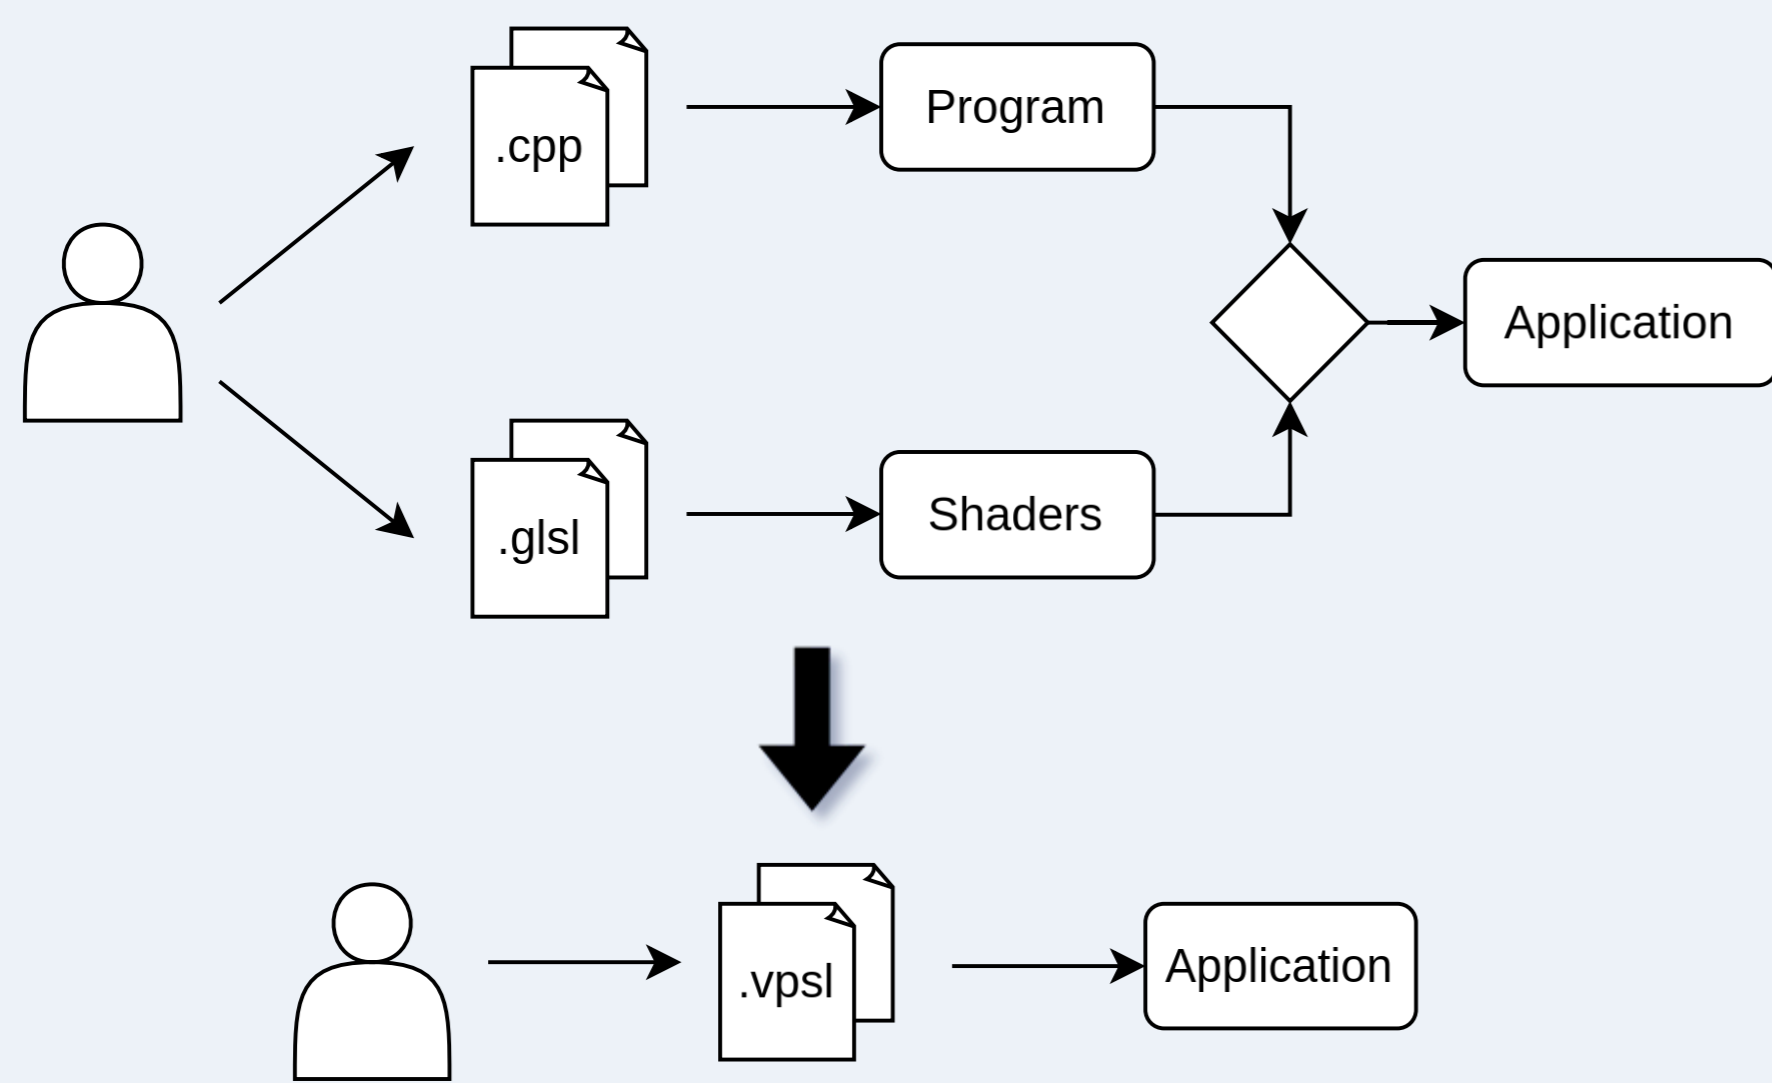 .cpp
Program
Application
.glsl
Shaders
.vpsl
Application